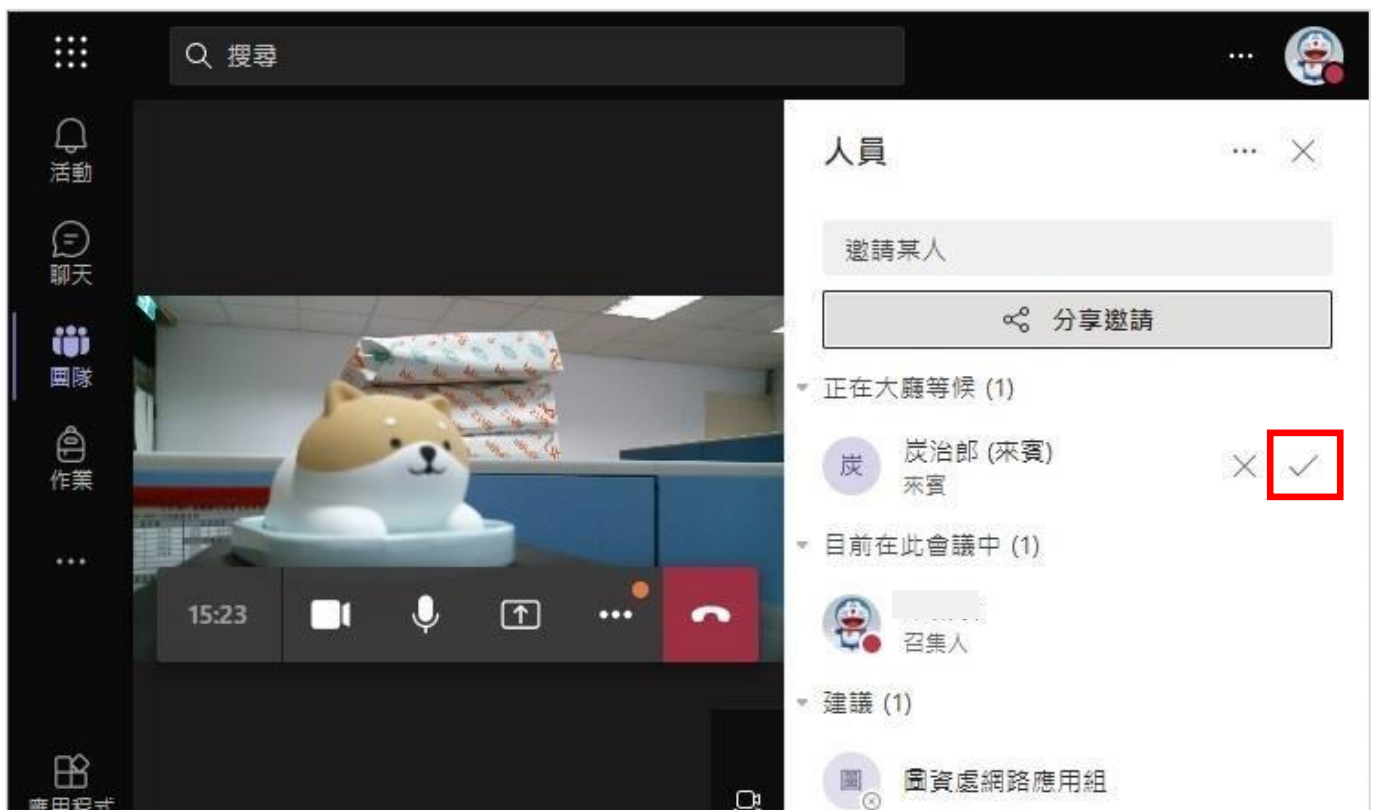 搜尋
活動
聊天
團隊
作業
應用程式
15:23
人員
邀請某人
分享邀請
正在大廳等候 (1)
炭
炭治郎 (來賓)
來賓
目前在此會議中 (1)
召集人
建議 (1)
圖
圖資處網路應用組